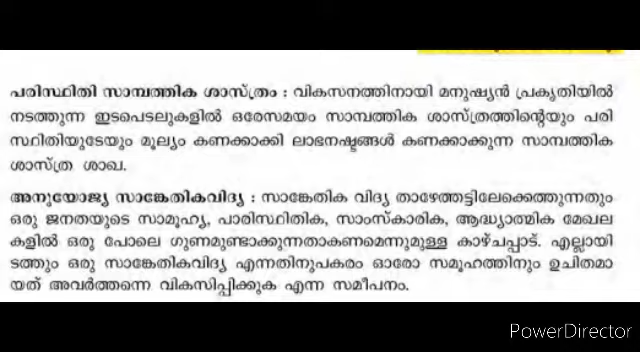 പരിസ്ഥിതി സാമ്പത്തിക ശാസ്ത്രം : വികസനത്തിനായി മനുഷ്യൻ പ്രകൃതിയിൽ
നടത്തുന്ന ഇടപെടലുകളിൽ ഒരേസമയം സാമ്പത്തിക ശാസ്ത്രത്തിന്റെയും പരി
സ്ഥിതിയുടേയും മൂല്യം കണക്കാക്കി ലാഭനഷ്ടങ്ങൾ കണക്കാക്കുന്ന സാമ്പത്തിക
ശാസ്ത്ര ശാഖ.
അനുയോജ്യ സാങ്കേതികവിദ്യ : സാങ്കേതിക വിദ്യ താഴേത്തട്ടിലേക്കെത്തുന്നതും
ഒരു ജനതയുടെ സാമൂഹ്യ, പാരിസ്ഥിതിക, സാംസ്കാരിക, ആദ്ധ്യാത്മിക മേഖല
കളിൽ ഒരു പോലെ ഗുണമുണ്ടാക്കുന്നതാകണമെന്നുമുള്ള കാഴ്ചപ്പാട്. എല്ലായി
ടത്തും ഒരു സാങ്കേതികവിദ്യ എന്നതിനുപകരം ഓരോ സമൂഹത്തിനും ഉചിതമാ
യത് അവർത്തന്നെ വികസിപ്പിക്കുക എന്ന സമീപനം.
PowerDirector